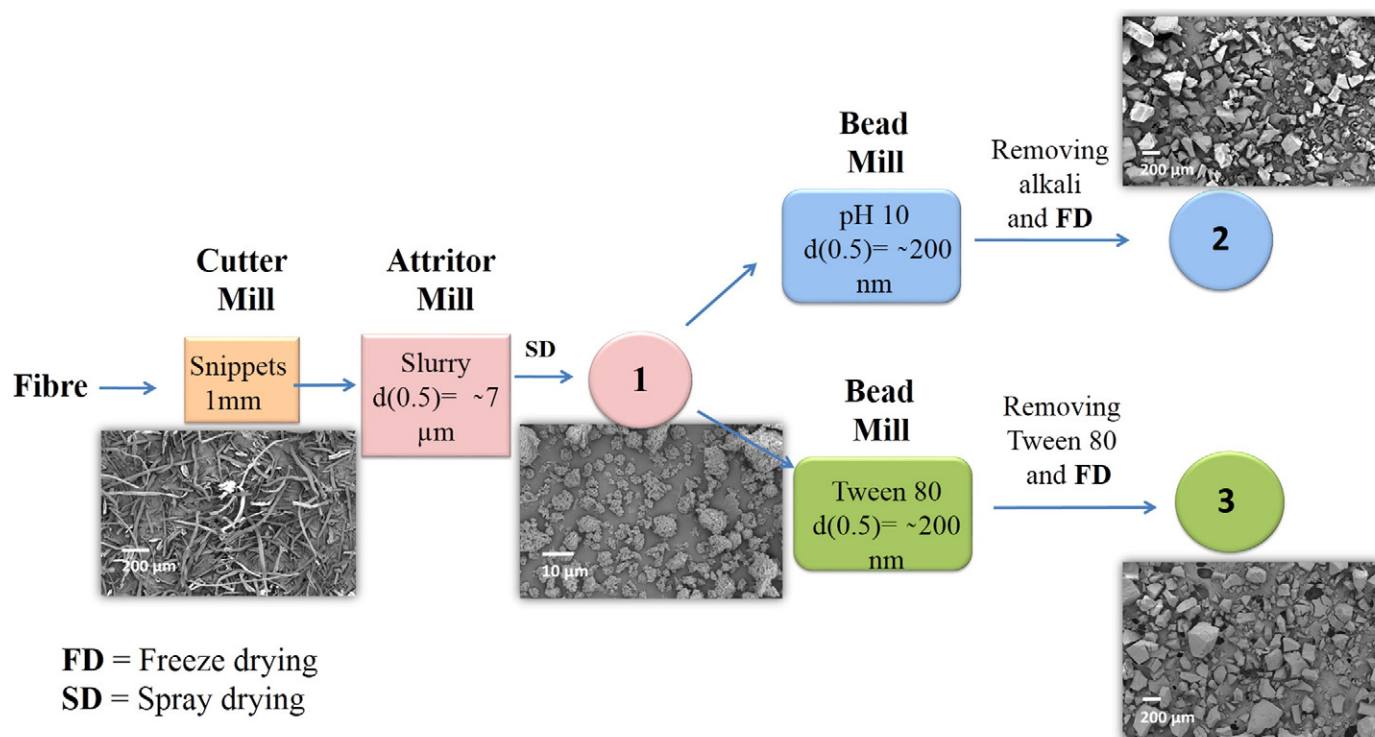 Fibre
Cutter
Mill
Snippets
1mm
200 µm
Attritor
Mill
Slurry
d(0.5)= ~7
µm
SD
1
10 µm
Bead
Mill
pH 10
d(0.5)= ~200
nm
Removing
alkali
and FD
2
200 µm
Bead
Mill
Tween 80
d(0.5)= ~200
nm
Removing
Tween 80
and FD
3
200 µm
FD = Freeze drying
SD = Spray drying